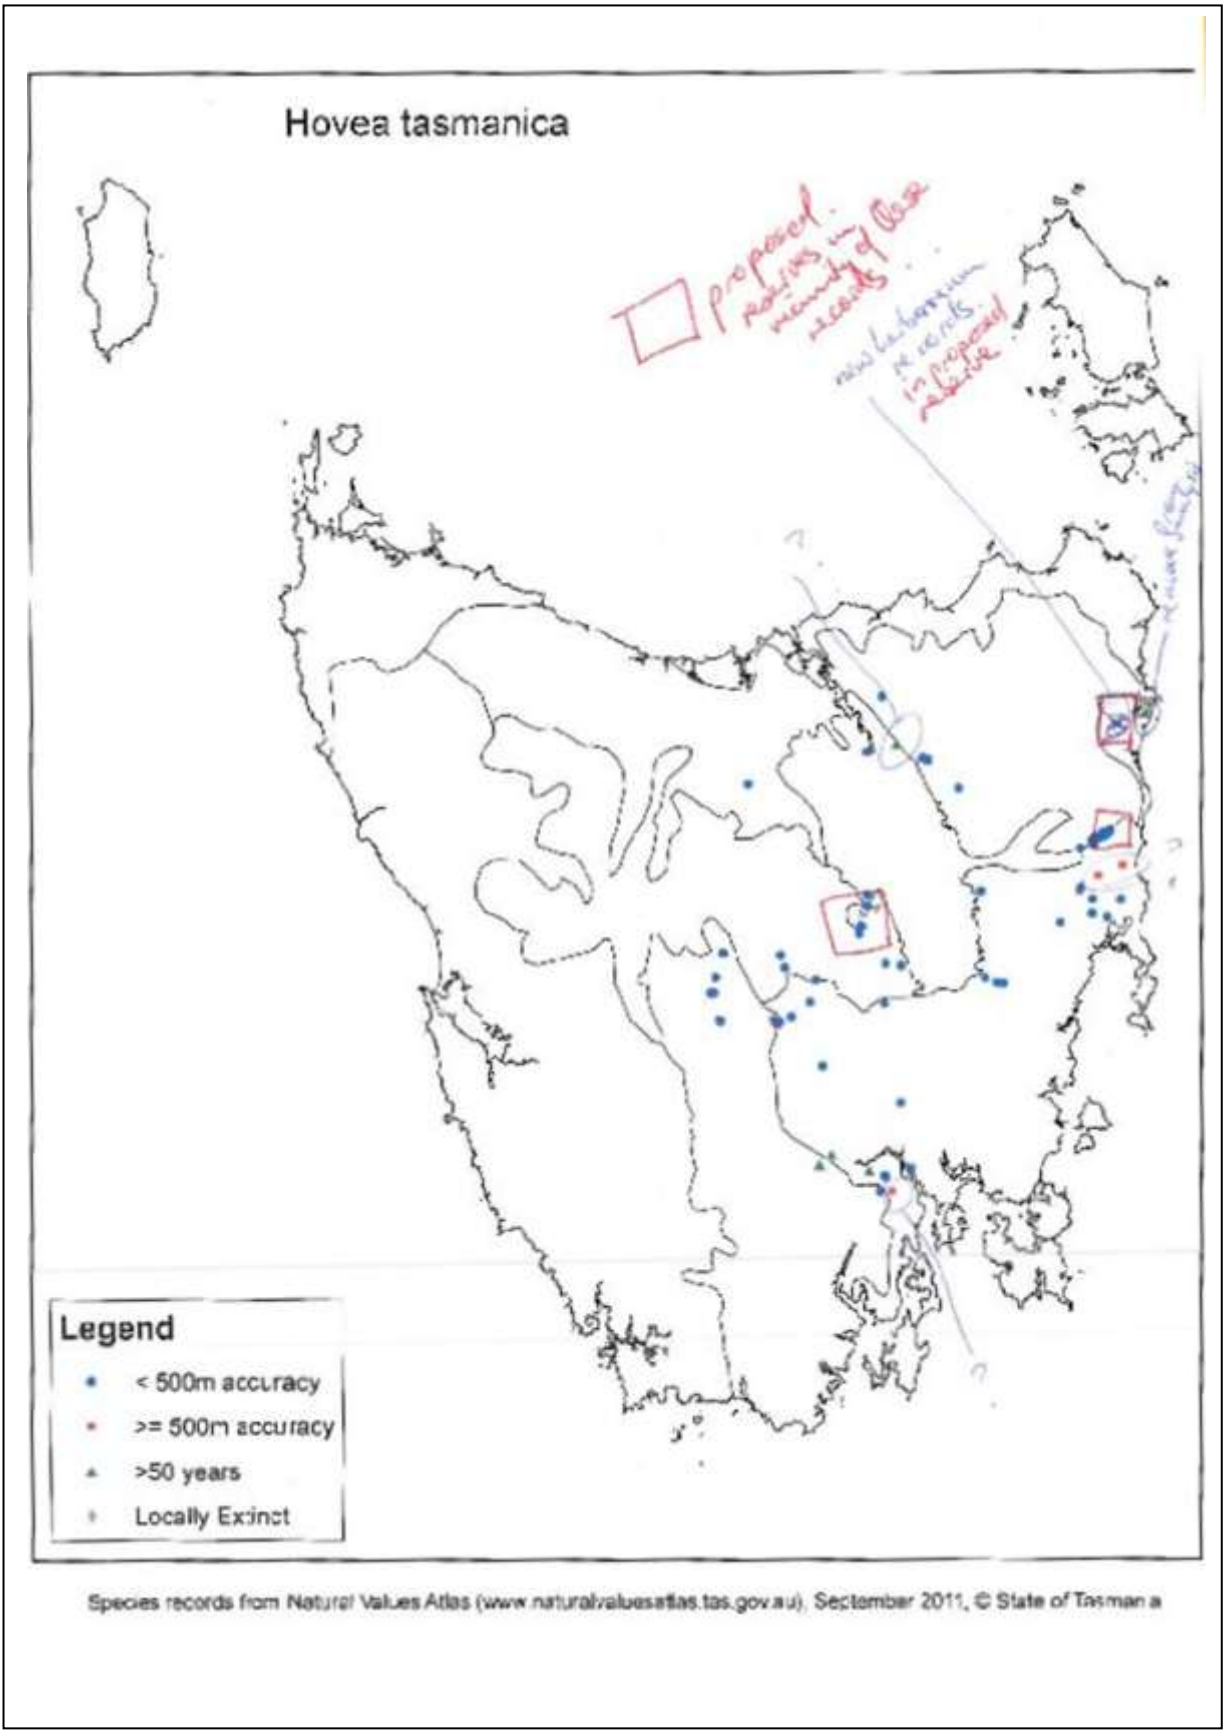 Hovea tasmanica
proposed
reserves in
vicinity of these
records
new herbarium
records.
in proposed
reserve
?
?
?
Legend
< 500m accuracy
>= 500m accuracy
>50 years
Locally Extinct
Species records from Natural Values Atlas (www.naturalvaluesatlas.tas.gov.au), September 2011, © State of Tasmania